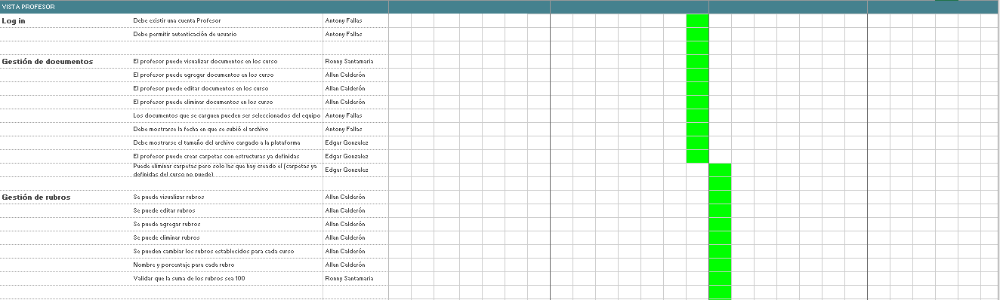 VISTA PROFESOR
Log in Debe existir una cuenta Profesor Antony Fallas
Debe permitir autenticación de usuario Antony Fallas
Gestión de documentos El profesor puede visualizar documentos en los curso Ronny Santamaria
El profesor puede agregar documentos en los curso Allan Calderón
El profesor puede editar documentos en los curso Allan Calderón
El profesor puede eliminar documentos en los curso Allan Calderón
Los documentos que se carguen pueden ser seleccionados del equipo Antony Fallas
Debe mostrarse la fecha en que se subió el archivo Antony Fallas
Debe mostrarse el tamaño del archivo cargado a la plataforma Edgar Gonzalez
El profesor puede crear carpetas con estructuras ya definidas Edgar Gonzalez
Puede eliminar carpetas pero solo las que hay creado el (carpetas ya
definidas del curso no puede) Edgar Gonzalez
Gestión de rubros Se puede visualizar rubros Allan Calderón
Se puede editar rubros Allan Calderón
Se puede agregar rubros Allan Calderón
Se puede eliminar rubros Allan Calderón
Se pueden cambiar los rubros establecidos para cada curso Allan Calderón
Nombre y porcentaje para cada rubro Allan Calderón
Validar que la suma de los rubros sea 100 Ronny Santamaria